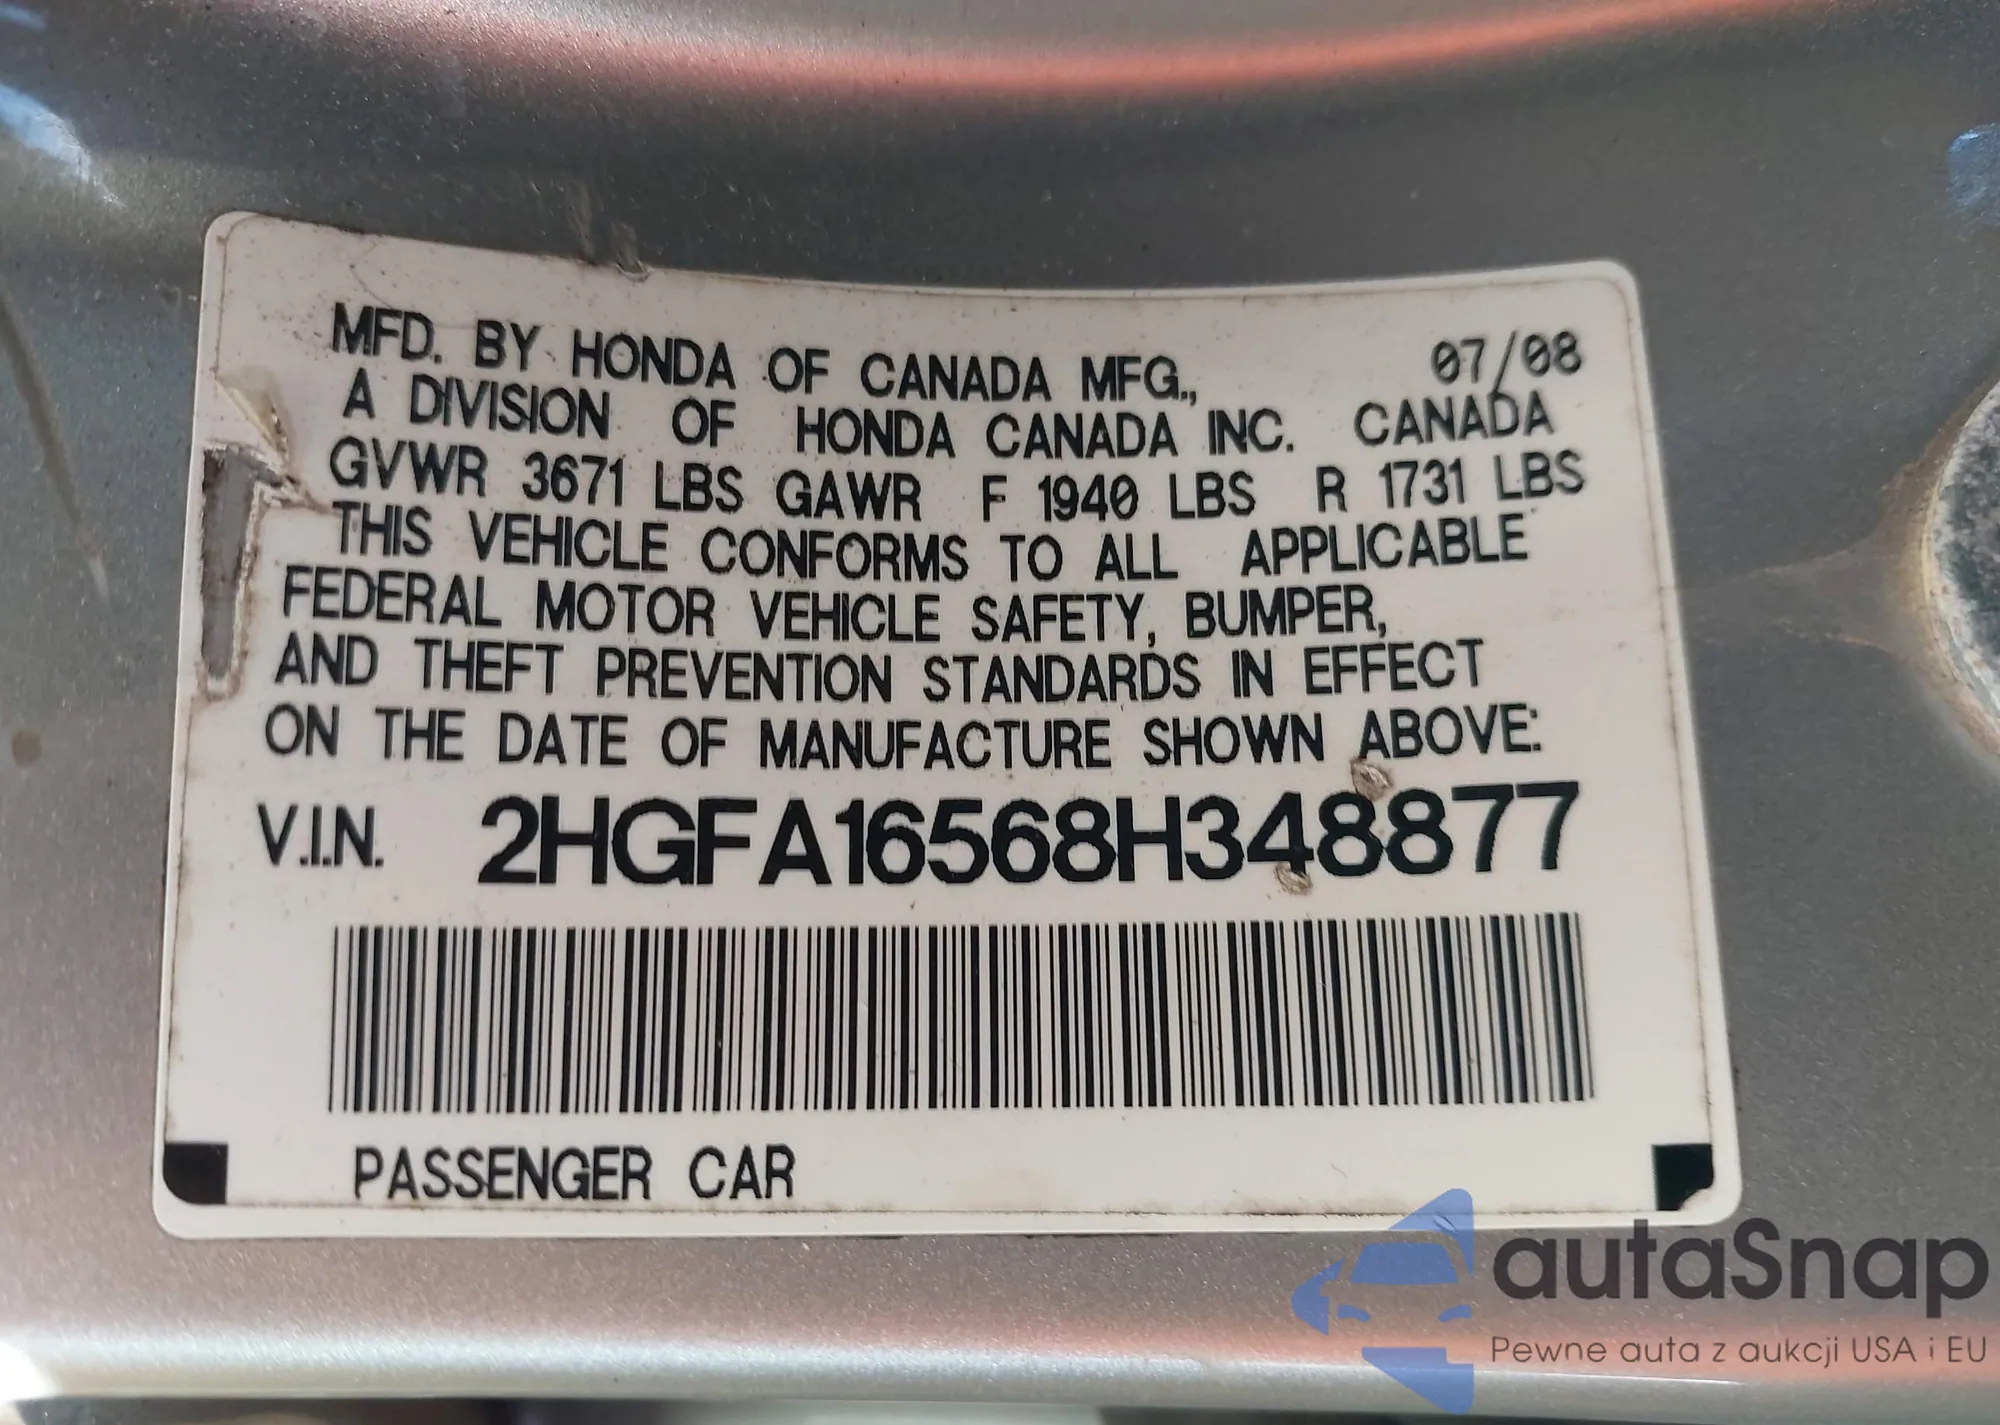 MFD. BY HONDA OF CANADA MFG., 07/08
A DIVISION OF HONDA CANADA INC. CANADA
GVWR 3671 LBS GAWR F 1940 LBS R 1731 LBS
THIS VEHICLE CONFORMS TO ALL APPLICABLE
FEDERAL MOTOR VEHICLE SAFETY, BUMPER,
AND THEFT PREVENTION STANDARDS IN EFFECT
ON THE DATE OF MANUFACTURE SHOWN ABOVE:
V.I.N. 2HGFA16568H348877
PASSENGER CAR
autaSnap
Pewne auta z aukcji USA i EU